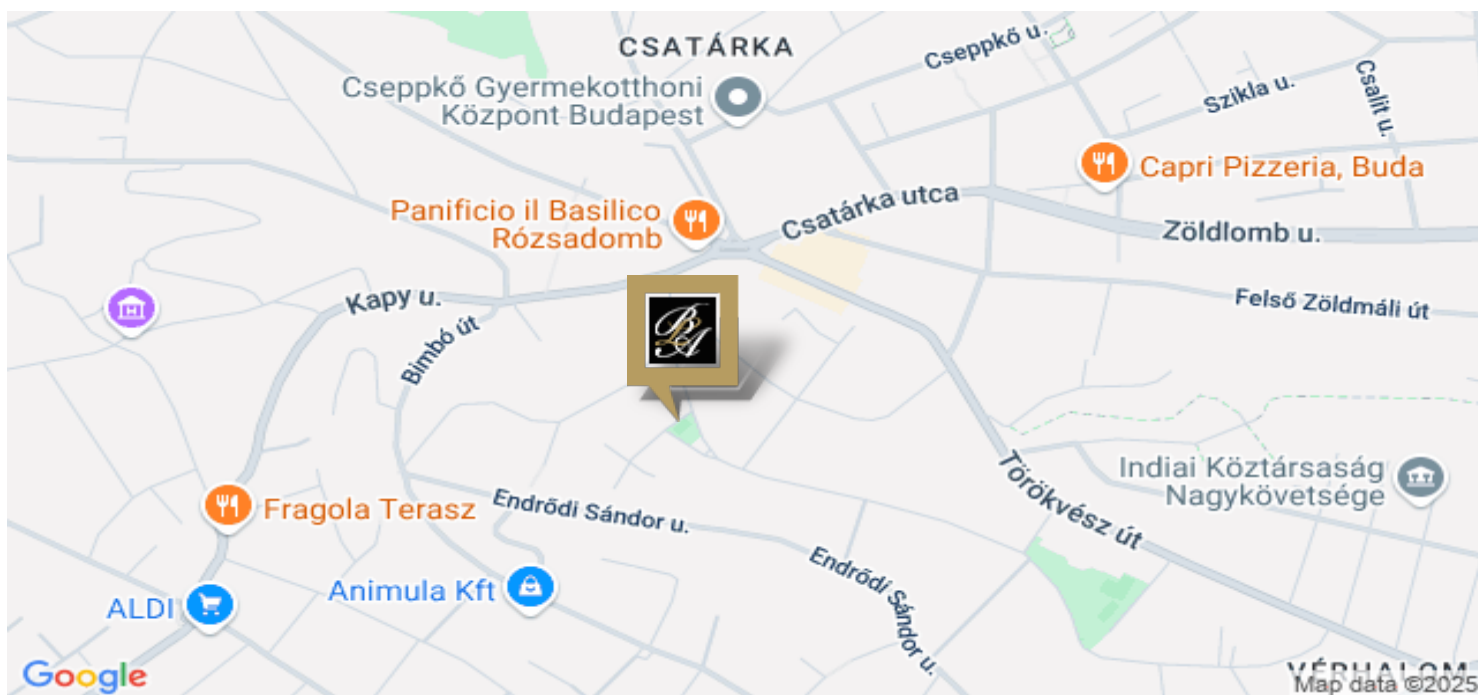 CSATÁRKA
Cseppkő u.
Cseppkő Gyermekotthoni
Központ Budapest
Szikla u.
Csalit u.
Capri Pizzeria, Buda
Panificio il Basilico
Rózsadomb
Csatárka utca
Zöldlomb u.
Kapy u.
Felső Zöldmáli út
BLA
Bimbó út
Törökvész út
Indiai Köztársaság
Nagykövetsége
Fragola Terasz
Endrődi Sándor u.
Endrődi Sándor u.
Animula Kft
ALDI
Google
VÉRHALOM
Map data ©2025